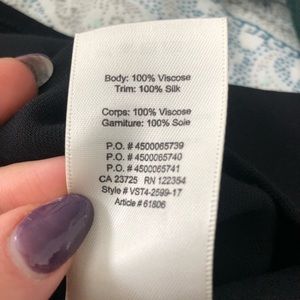 Body: 100% Viscose
Trim: 100% Silk
Corps: 100% Viscose
Garniture: 100% Soie
P.O. # 4500065739
P.O. # 4500065740
P.O. # 4500065741
CA 23725 RN 122354
Style # VST4-2599-17
Article # 61806